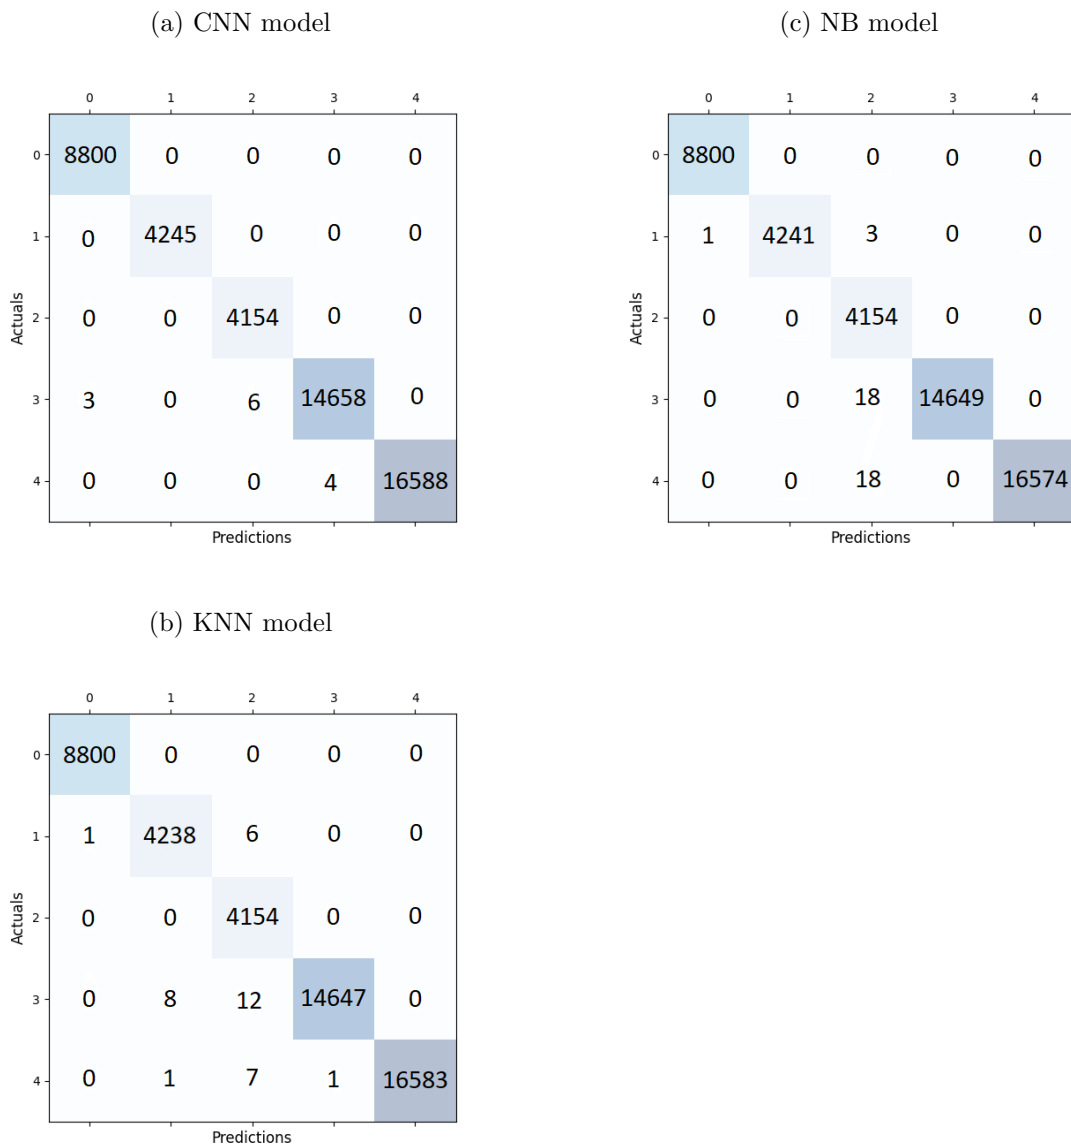 (a) CNN model
0 1 2 3 4
0 8800 0 0 0 0
1 0 4245 0 0 0
2 0 0 4154 0 0
3 3 0 6 14658 0
4 0 0 0 4 16588
Actuals
Predictions
(c) NB model
0 1 2 3 4
0 8800 0 0 0 0
1 1 4241 3 0 0
2 0 0 4154 0 0
3 0 0 18 14649 0
4 0 0 18 0 16574
Actuals
Predictions
(b) KNN model
0 1 2 3 4
0 8800 0 0 0 0
1 1 4238 6 0 0
2 0 0 4154 0 0
3 0 8 12 14647 0
4 0 1 7 1 16583
Actuals
Predictions